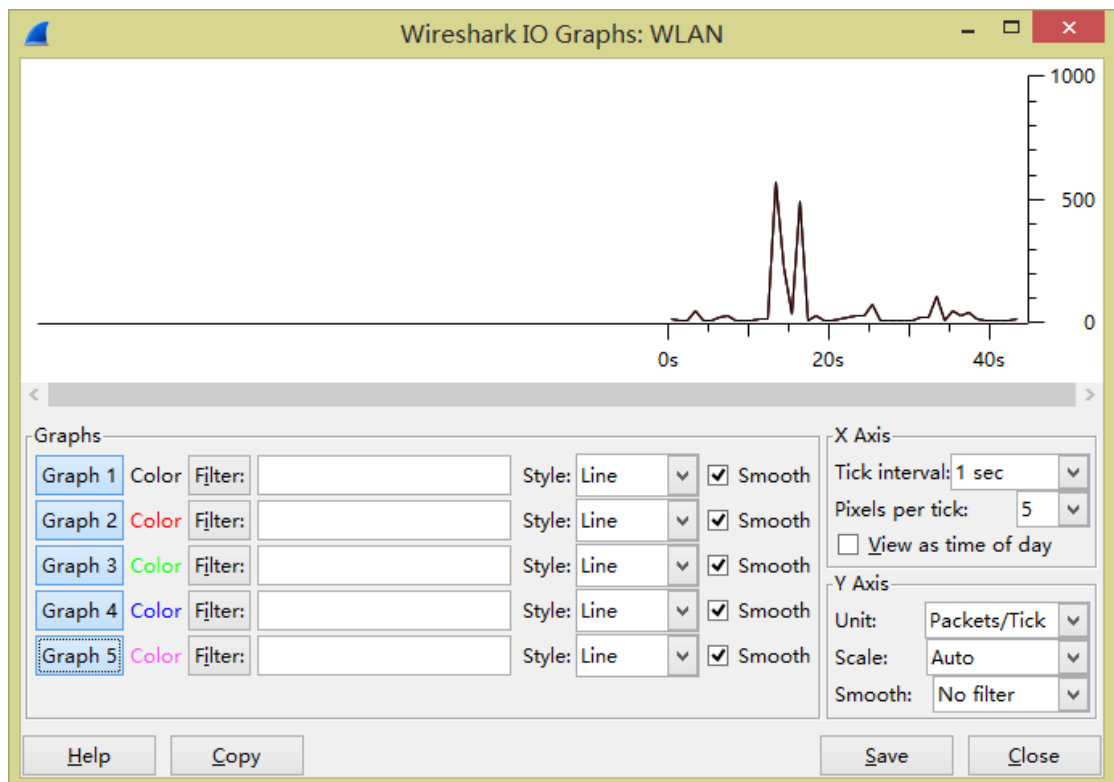 Wireshark IO Graphs: WLAN
1000
500
0
0s 20s 40s
Graphs
Graph 1 Color Filter: Style: Line Smooth
Graph 2 Color Filter: Style: Line Smooth
Graph 3 Color Filter: Style: Line Smooth
Graph 4 Color Filter: Style: Line Smooth
Graph 5 Color Filter: Style: Line Smooth
X Axis
Tick interval: 1 sec
Pixels per tick: 5
View as time of day
Y Axis
Unit: Packets/Tick
Scale: Auto
Smooth: No filter
Help Copy Save Close